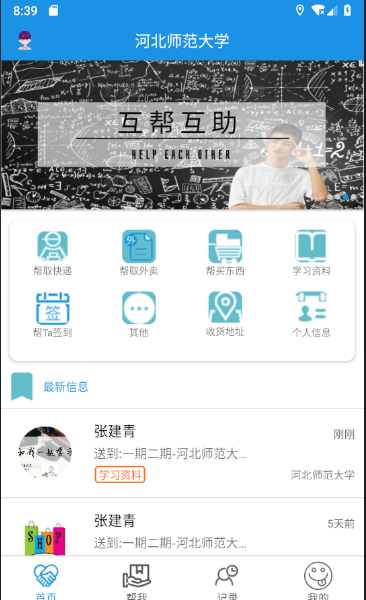 8:39
河北师范大学
互帮互助
HELP EACH OTHER
帮取快递
帮取外卖
帮买东西
学习资料
签
帮Ta签到
其他
收货地址
个人信息
最新信息
张建青
刚刚
送到:一期二期-河北师范大…
学习资料
河北师范大学
张建青
5天前
SHOP
送到:一期二期-河北师范大…
首页
帮我
记录
我的